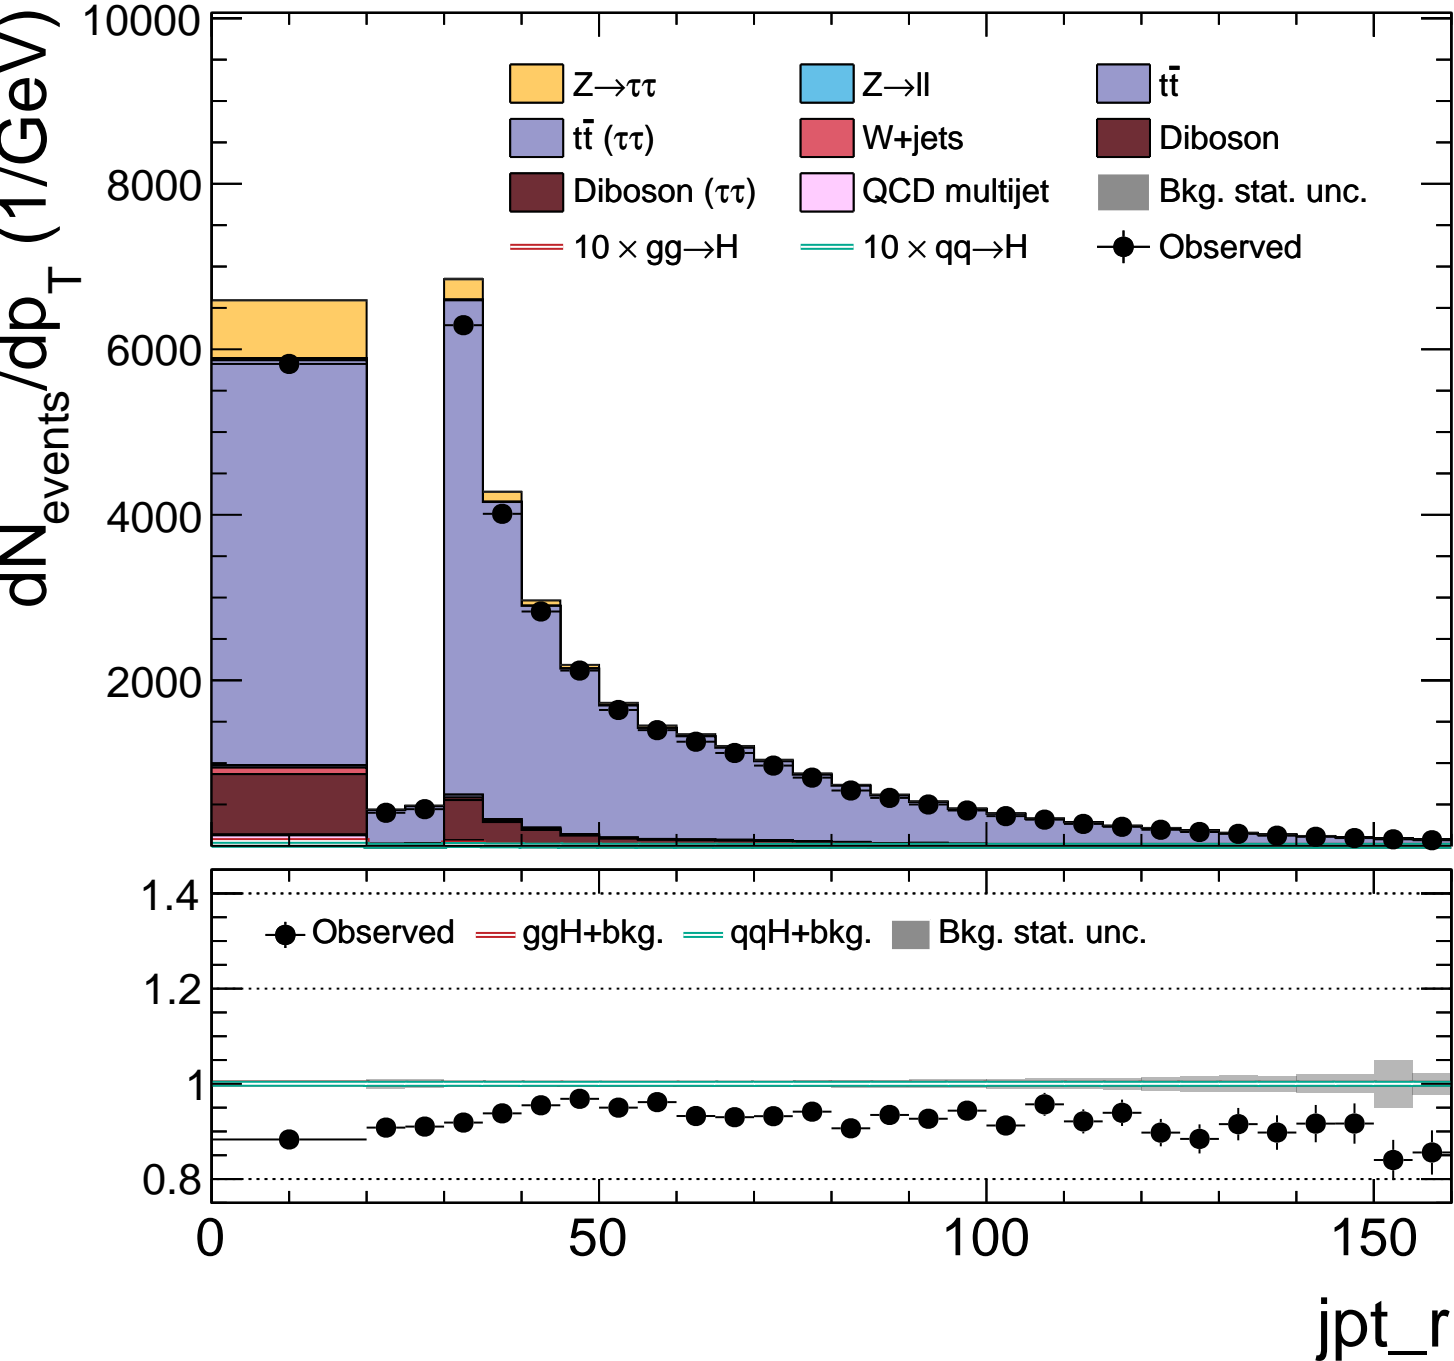 dN_events/dp_T (1/GeV)
10000
8000
6000
4000
2000
Z→ττ
Z→ll
tt̄
tt̄ (ττ)
W+jets
Diboson
Diboson (ττ)
QCD multijet
Bkg. stat. unc.
10 × gg→H
10 × qq→H
Observed
1.4
1.2
1
0.8
Observed
ggH+bkg.
qqH+bkg.
Bkg. stat. unc.
0
50
100
150
jpt_r